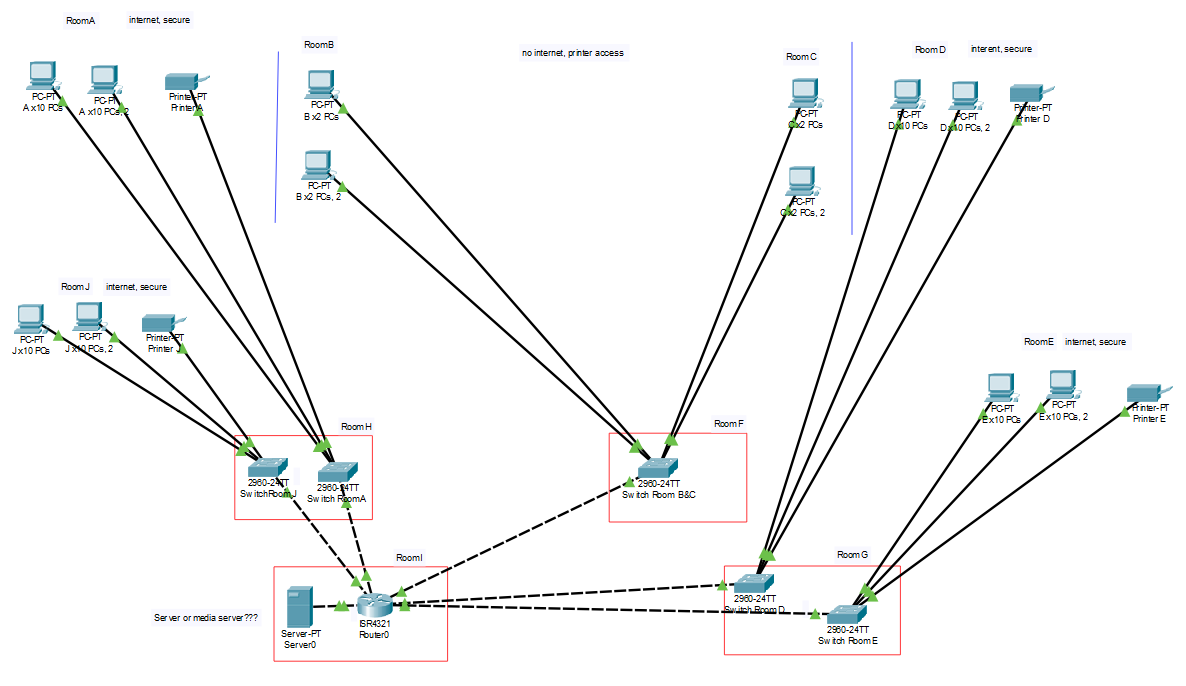 RoomA internet, secure
RoomB
no internet, printer access
Room C
Room D interent, secure
PC-PT
A x10 PCs
PC-PT
A x10 PCs, 2
Printer-PT
Printer A
PC-PT
B x2 PCs
PC-PT
B x2 PCs, 2
PC-PT
C x2 PCs
PC-PT
C x2 PCs, 2
PC-PT
D x10 PCs
PC-PT
D x10 PCs, 2
Printer-PT
Printer D
Room J internet, secure
PC-PT
J x10 PCs
PC-PT
J x10 PCs, 2
Printer-PT
Printer J
RoomE internet, secure
PC-PT
E x10 PCs
PC-PT
E x10 PCs, 2
Printer-PT
Printer E
Room H
2960-24TT
SwitchRoomJ
2960-24TT
Switch RoomA
Room F
2960-24TT
Switch Room B&C
RoomI
Server or media server???
Server-PT
Server0
ISR4321
Router0
Room G
2960-24TT
Switch Room D
2960-24TT
Switch Room E